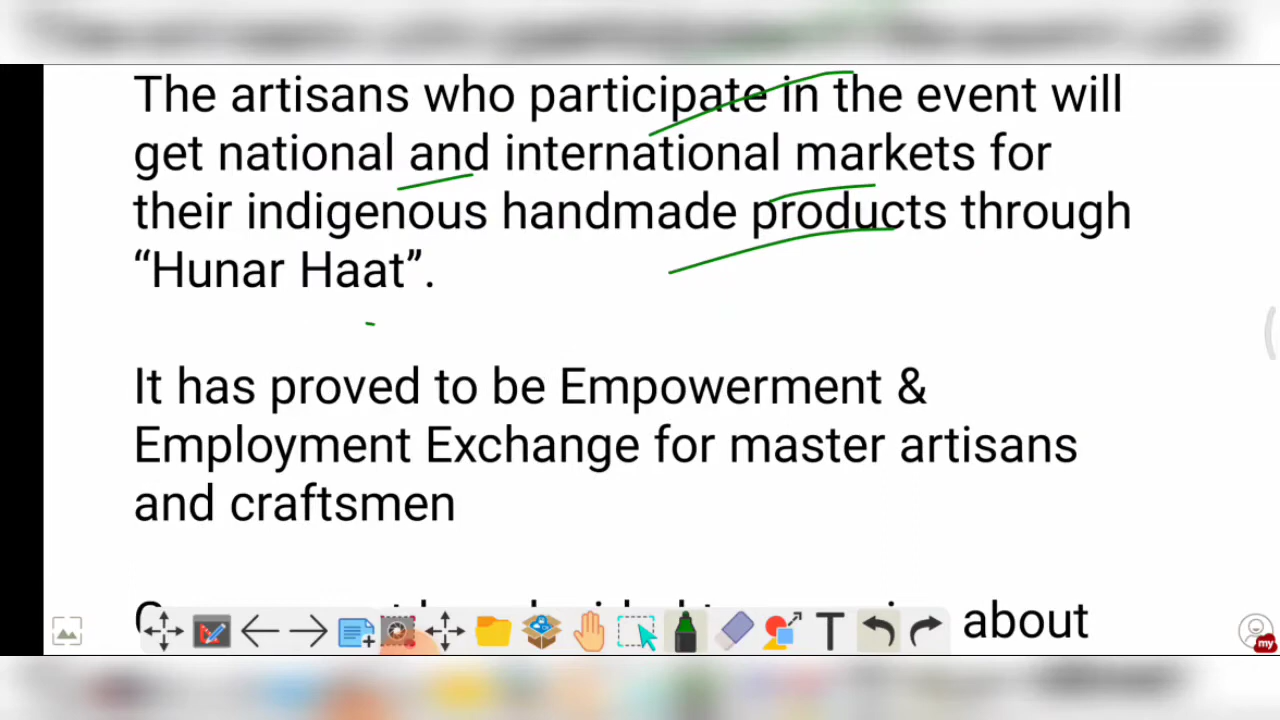 The artisans who participate in the event will
get national and international markets for
their indigenous handmade products through
“Hunar Haat”.
It has proved to be Empowerment &
Employment Exchange for master artisans
and craftsmen
about
T
my